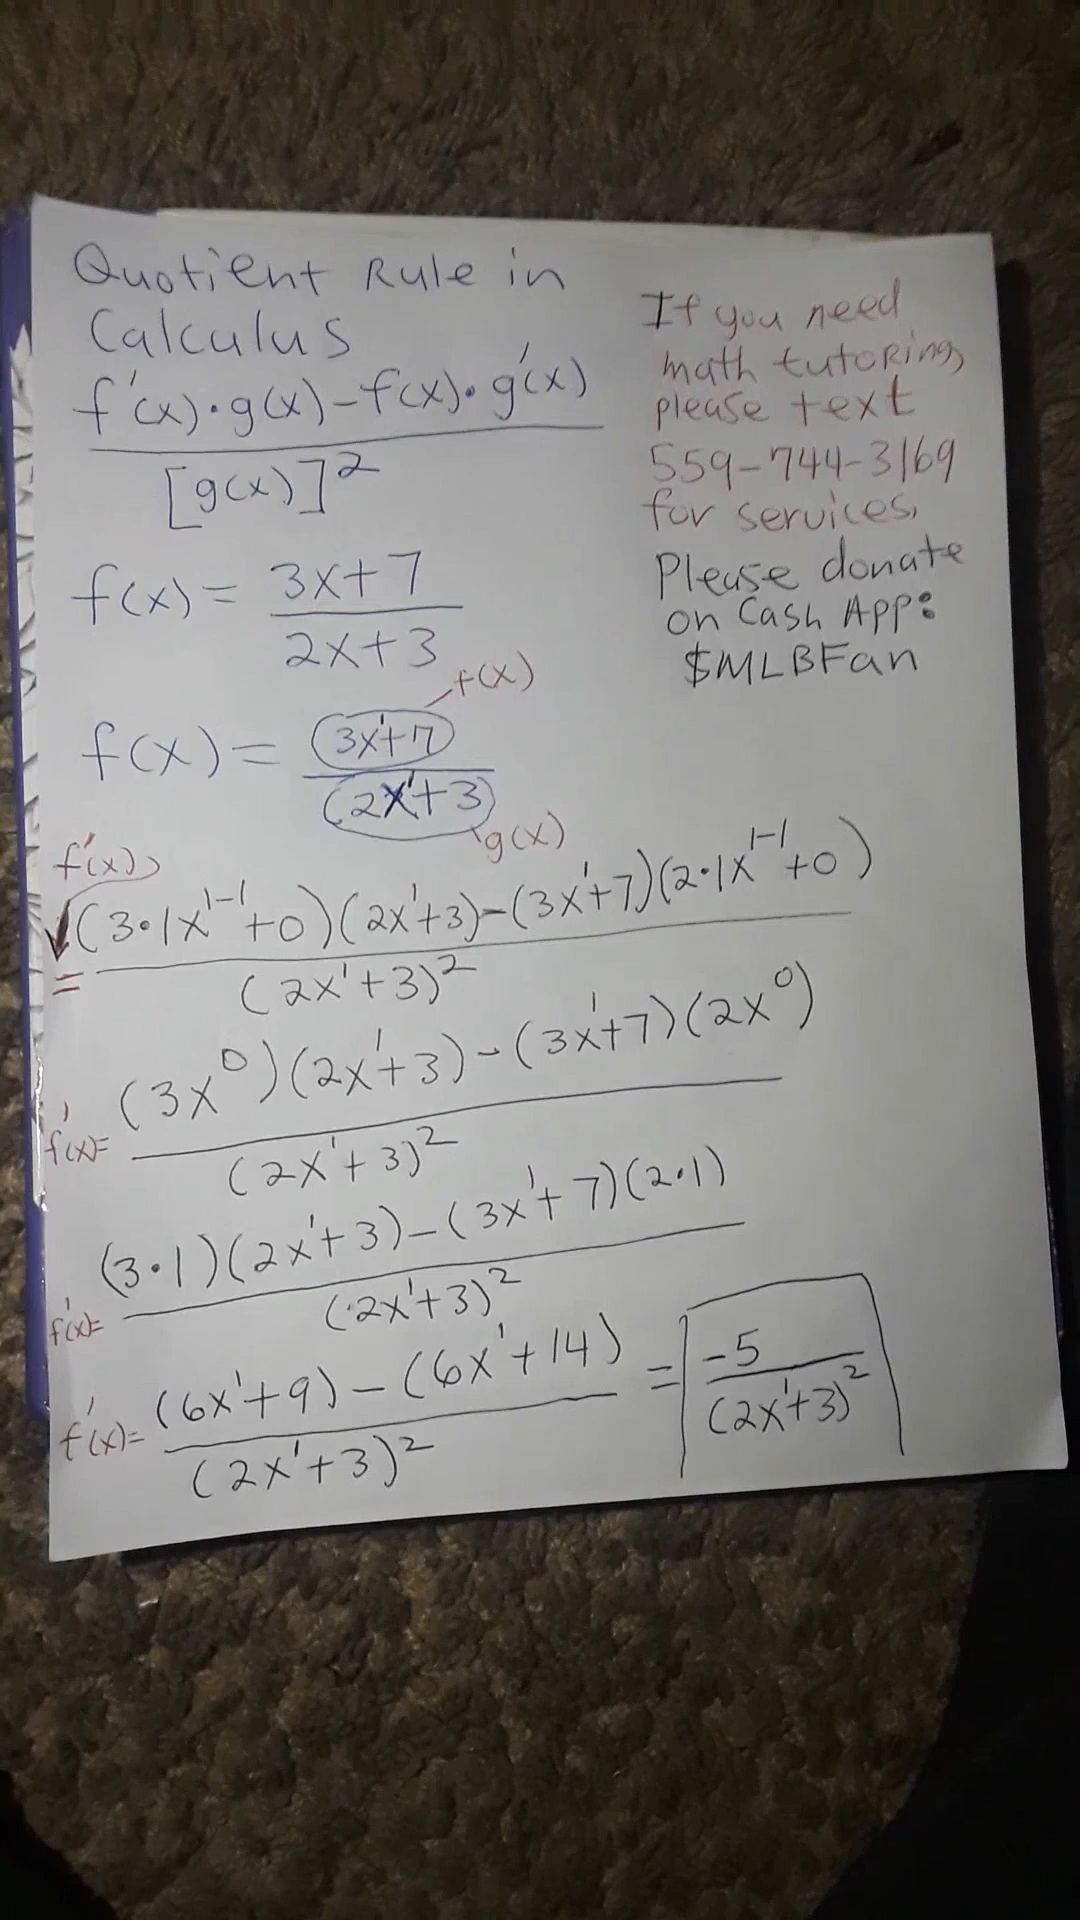 Quotient Rule in
Calculus
f'(x)·g(x)-f(x)·g'(x)
[g(x)]²
f(x)= 3x+7
2x+3
f(x)
f(x)= (3x¹+7)
(2x¹+3)
g(x)
f'(x)
= (3·1x¹⁻¹+0)(2x¹+3)-(3x¹+7)(2·1x¹⁻¹+0)
(2x¹+3)²
f'(x)= (3x⁰)(2x¹+3)-(3x¹+7)(2x⁰)
(2x¹+3)²
f'(x)= (3·1)(2x¹+3)-(3x¹+7)(2·1)
(2x¹+3)²
f'(x)= (6x¹+9)-(6x¹+14) = -5
(2x¹+3)² (2x¹+3)²
If you need
math tutoring,
please text
559-744-3169
for services.
Please donate
on Cash App:
$MLBFan